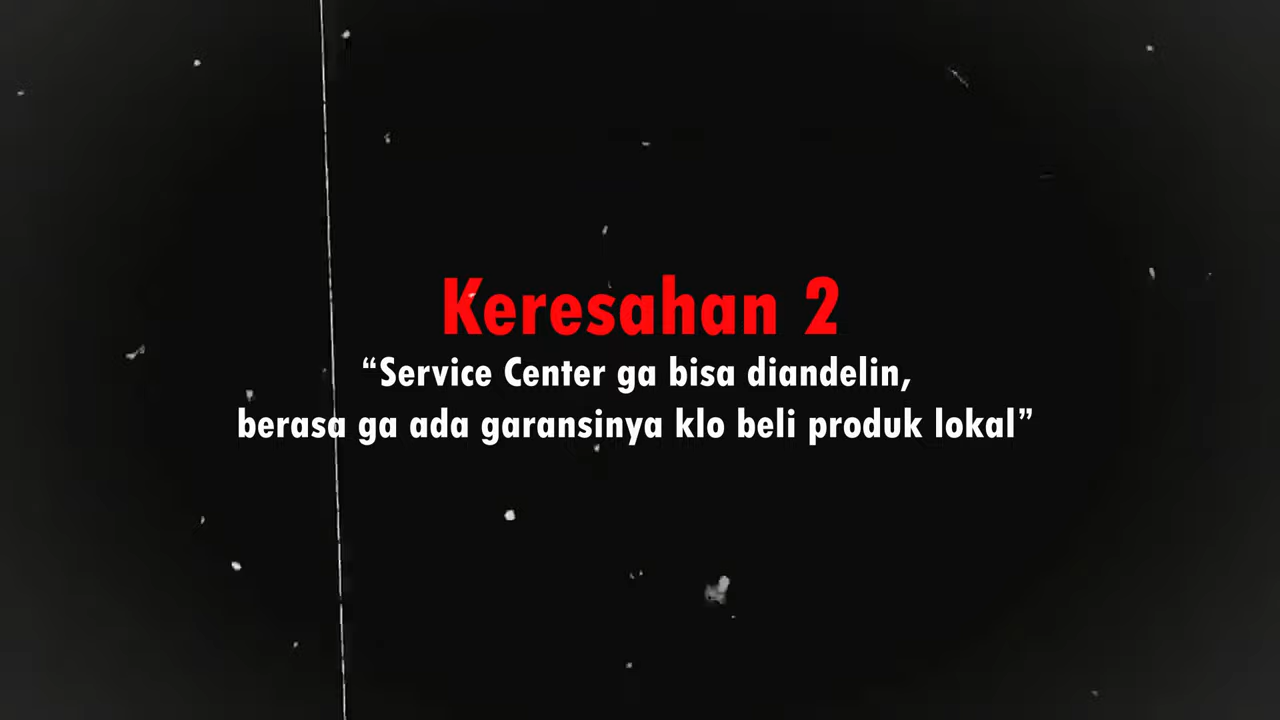 Keresahan 2
“Service Center ga bisa diandelin,
berasa ga ada garansinya klo beli produk lokal”